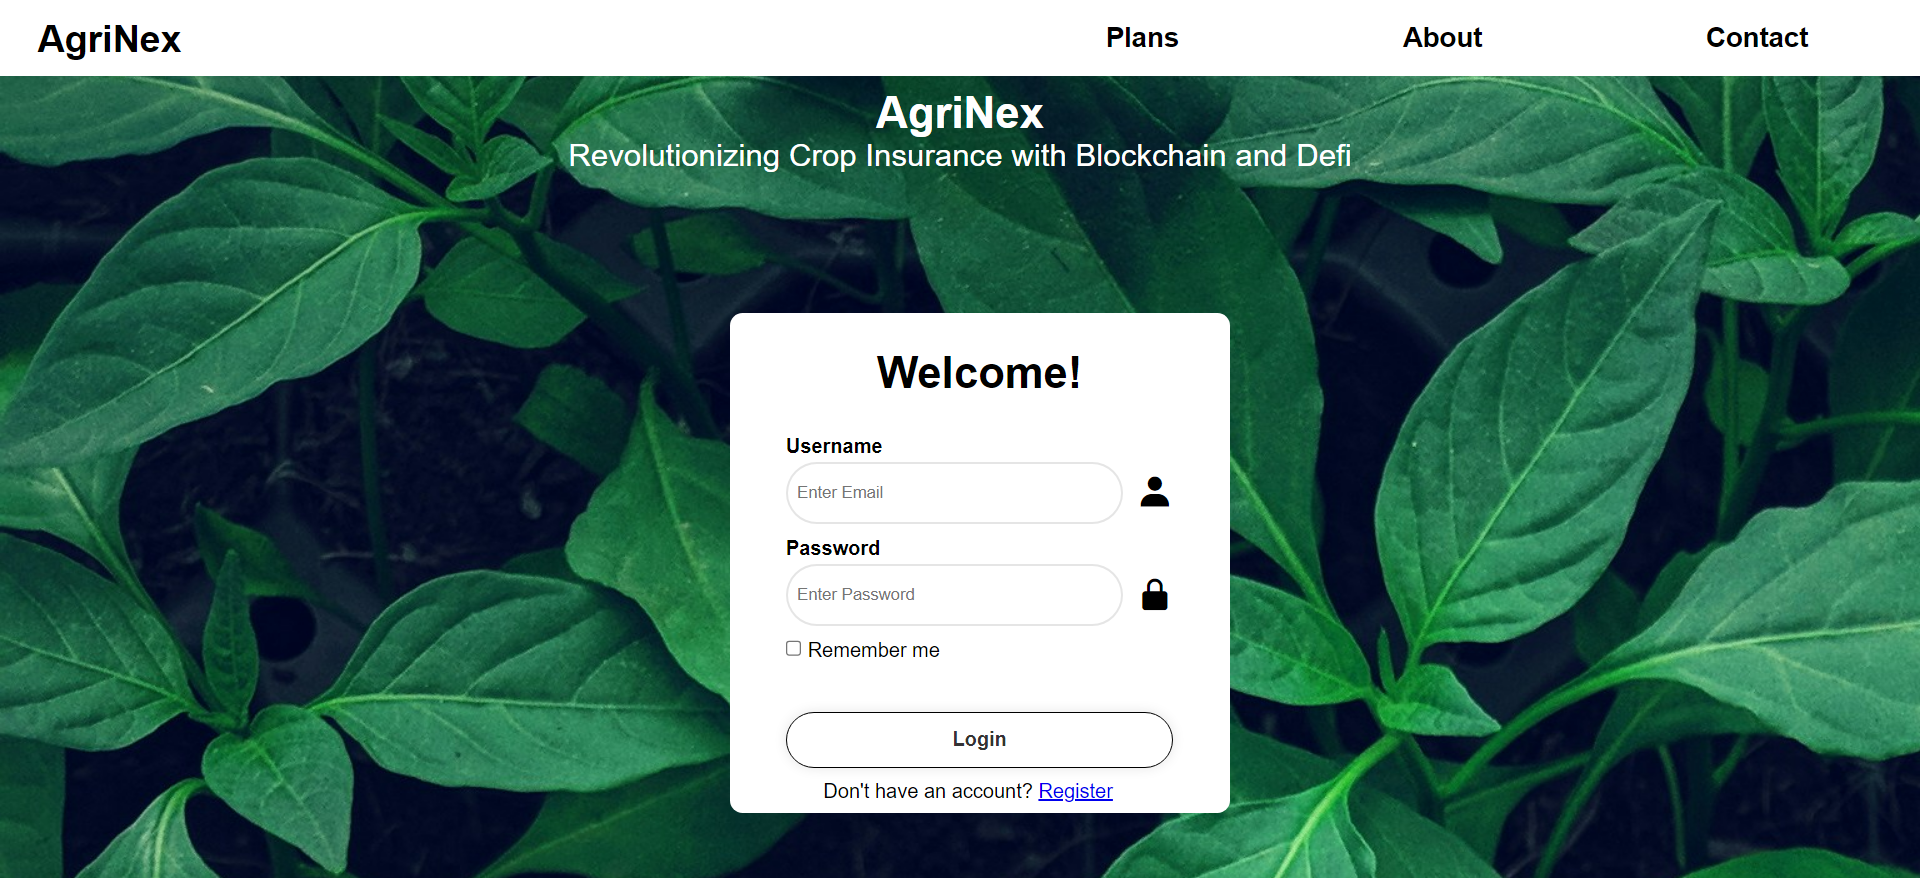 AgriNex Plans About Contact
AgriNex
Revolutionizing Crop Insurance with Blockchain and Defi
Welcome!
Username
Enter Email
Password
Enter Password
Remember me
Login
Don't have an account? Register